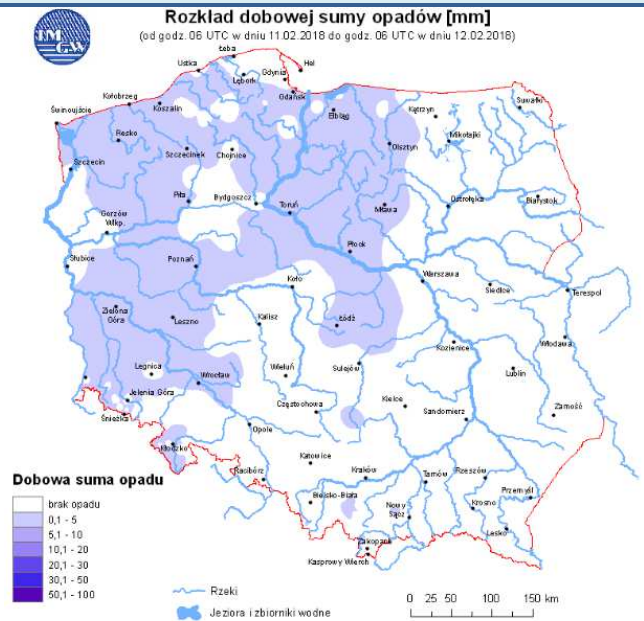 IMGW
Rozkład dobowej sumy opadów [mm]
(od godz. 06 UTC w dniu 11.02.2018 do godz. 06 UTC w dniu 12.02.2018)
Łeba
Ustka
Hel
Gdynia
Lębork
Gdańsk
Kołobrzeg
Koszalin
Suwałki
Świnoujście
Elbląg
Kętrzyn
Resko
Mikołajki
Szczecinek
Chojnice
Olsztyn
Szczecin
Piła
Bydgoszcz
Toruń
Mława
Ostrołęka
Białystok
Gorzów
Wlkp.
Płock
Słubice
Poznań
Koło
Warszawa
Siedlce
Terespol
Zielona
Góra
Leszno
Kalisz
Łódź
Kozienice
Włodawa
Legnica
Wrocław
Wieluń
Sulejów
Lublin
Jelenia Góra
Śnieżka
Częstochowa
Kielce
Sandomierz
Zamość
Opole
Kłodzko
Katowice
Racibórz
Kraków
Tarnów
Rzeszów
Przemyśl
Bielsko-Biała
Nowy
Sącz
Krosno
Lesko
Zakopane
Kasprowy Wierch
Dobowa suma opadu
brak opadu
0,1 - 5
5,1 - 10
10,1 - 20
20,1 - 30
30,1 - 50
50,1 - 100
Rzeki
Jeziora i zbiorniki wodne
0 25 50 100 150 km